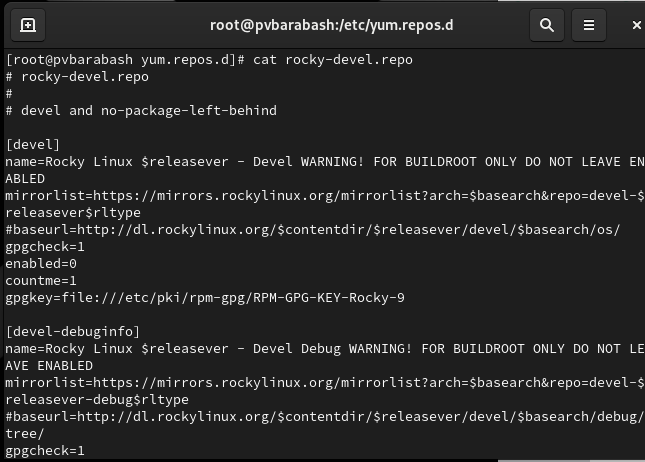 root@pvbarabash:/etc/yum.repos.d
[root@pvbarabash yum.repos.d]# cat rocky-devel.repo
# rocky-devel.repo
#
# devel and no-package-left-behind
[devel]
name=Rocky Linux $releasever - Devel WARNING! FOR BUILDROOT ONLY DO NOT LEAVE EN
ABLED
mirrorlist=https://mirrors.rockylinux.org/mirrorlist?arch=$basearch&repo=devel-$
releasever$rltype
#baseurl=http://dl.rockylinux.org/$contentdir/$releasever/devel/$basearch/os/
gpgcheck=1
enabled=0
countme=1
gpgkey=file:///etc/pki/rpm-gpg/RPM-GPG-KEY-Rocky-9
[devel-debuginfo]
name=Rocky Linux $releasever - Devel Debug WARNING! FOR BUILDROOT ONLY DO NOT LE
AVE ENABLED
mirrorlist=https://mirrors.rockylinux.org/mirrorlist?arch=$basearch&repo=devel-$
releasever-debug$rltype
#baseurl=http://dl.rockylinux.org/$contentdir/$releasever/devel/$basearch/debug/
tree/
gpgcheck=1